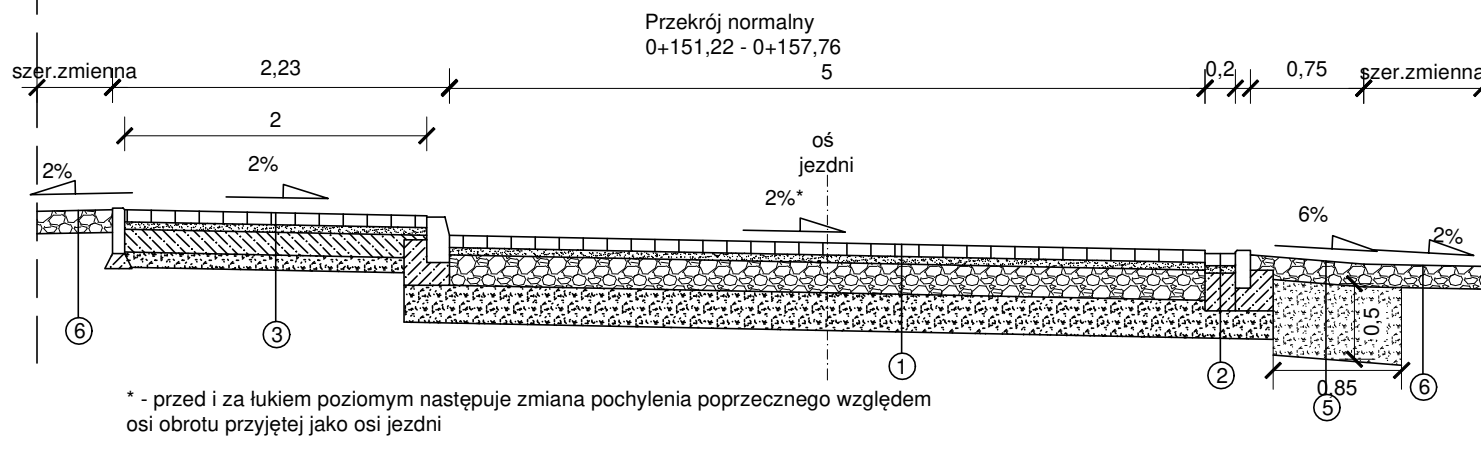 Przekrój normalny
0+151,22 - 0+157,76
szer.zmienna
2,23
5
0,2
0,75
szer.zmienna
2
oś
jezdni
2%
2%
2%*
6%
2%
6
3
1
2
0,5
0,85
5
6
* - przed i za łukiem poziomym następuje zmiana pochylenia poprzecznego względem
osi obrotu przyjętej jako osi jezdni